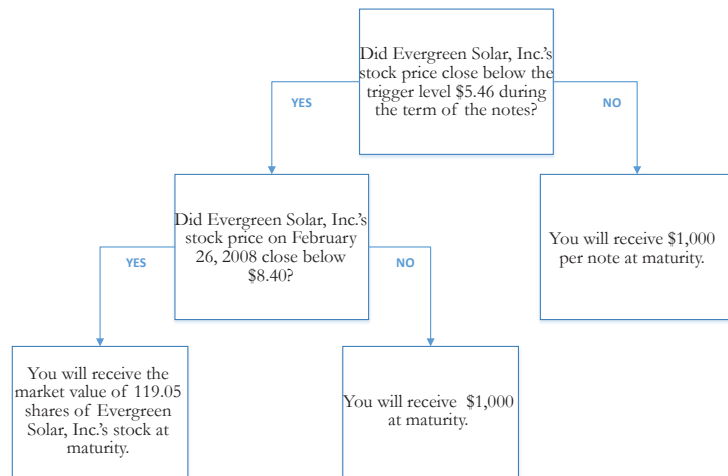 Did Evergreen Solar, Inc.'s
stock price close below the
trigger level $5.46 during
the term of the notes?
YES
NO
Did Evergreen Solar, Inc.'s
stock price on February
26, 2008 close below
$8.40?
You will receive $1,000
per note at maturity.
YES
NO
You will receive the
market value of 119.05
shares of Evergreen
Solar, Inc.'s stock at
maturity.
You will receive $1,000
at maturity.